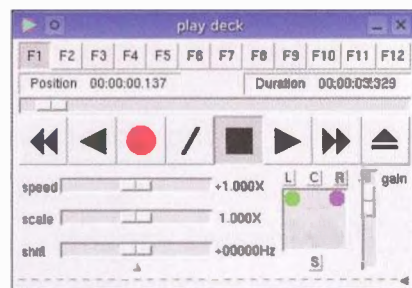 play deck
F1 F2 F3 F4 F5 F6 F7 F8 F9 F10 F11 F12
Position 00:00:00.137 Duration 00:00:03.329
L C R gain
speed +1.000X
scale 1.000X
shift +00000Hz
S